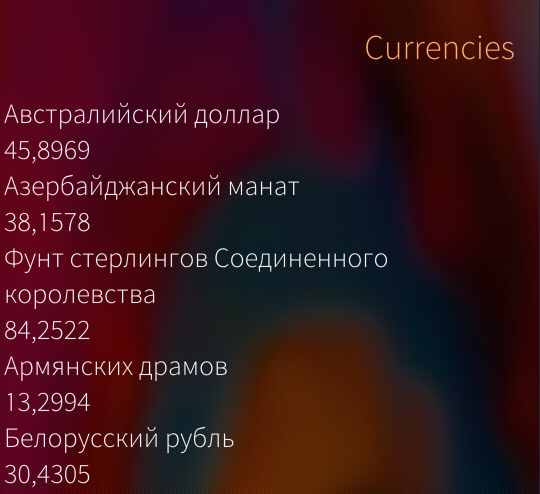 Currencies
Австралийский доллар
45,8969
Азербайджанский манат
38,1578
Фунт стерлингов Соединенного
королевства
84,2522
Армянских драмов
13,2994
Белорусский рубль
30,4305